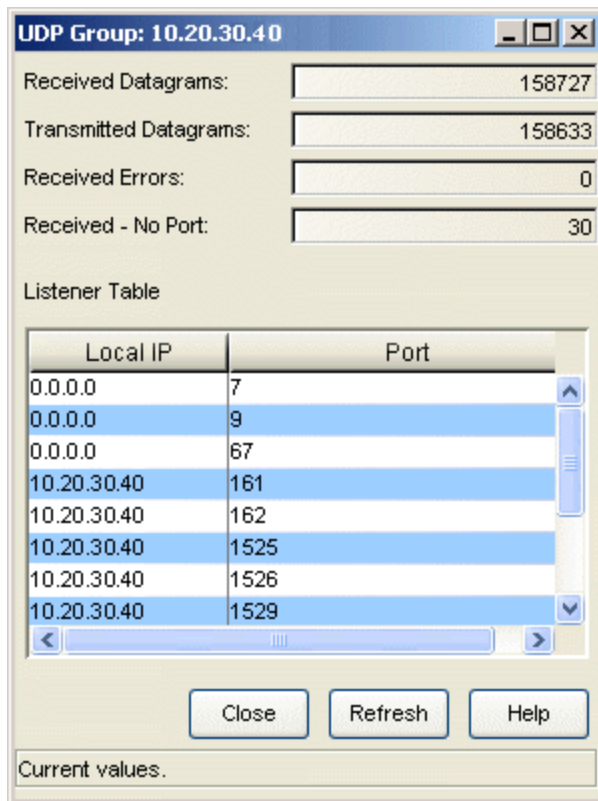 UDP Group: 10.20.30.40
Received Datagrams: 158727
Transmitted Datagrams: 158633
Received Errors: 0
Received - No Port: 30
Listener Table
Local IP Port
0.0.0.0 7
0.0.0.0 9
0.0.0.0 67
10.20.30.40 161
10.20.30.40 162
10.20.30.40 1525
10.20.30.40 1526
10.20.30.40 1529
Close Refresh Help
Current values.